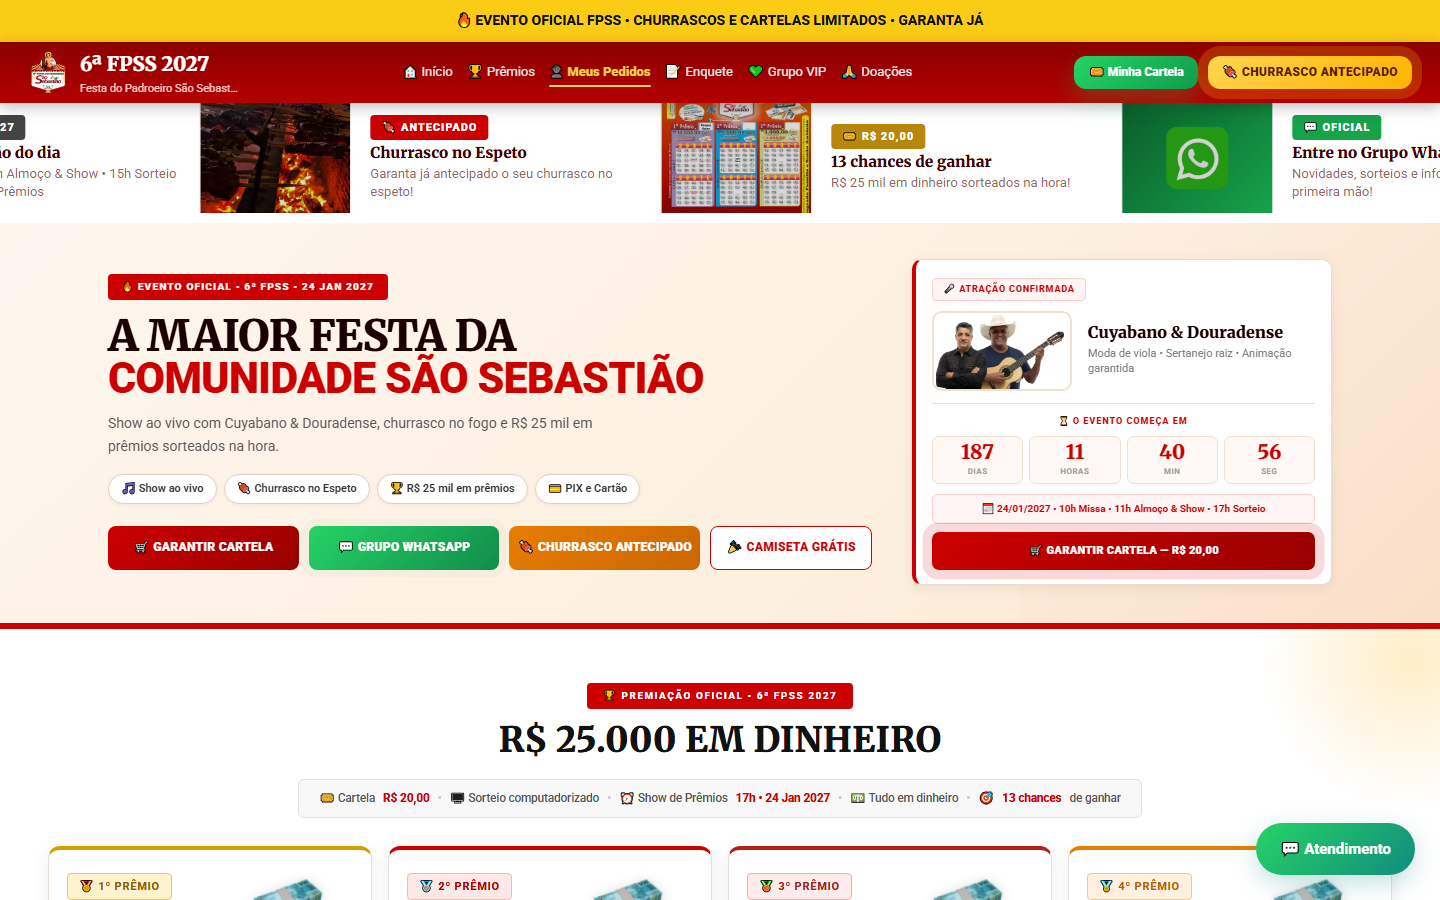 EVENTO OFICIAL FPSS • CHURRASCOS E CARTELAS LIMITADOS • GARANTA JÁ
6ª FPSS 2027
Festa do Padroeiro São Sebast...
Início
Prêmios
Meus Pedidos
Enquete
Grupo VIP
Doações
Minha Cartela
CHURRASCO ANTECIPADO
27
o do dia
Almoço & Show • 15h Sorteio
Prêmios
ANTECIPADO
Churrasco no Espeto
Garanta já antecipado o seu churrasco no
espeto!
R$ 20,00
13 chances de ganhar
R$ 25 mil em dinheiro sorteados na hora!
OFICIAL
Entre no Grupo Wha
Novidades, sorteios e info
primeira mão!
EVENTO OFICIAL - 6ª FPSS - 24 JAN 2027
A MAIOR FESTA DA
COMUNIDADE SÃO SEBASTIÃO
Show ao vivo com Cuyabano & Douradense, churrasco no fogo e R$ 25 mil em
prêmios sorteados na hora.
Show ao vivo
Churrasco no Espeto
R$ 25 mil em prêmios
PIX e Cartão
GARANTIR CARTELA
GRUPO WHATSAPP
CHURRASCO ANTECIPADO
CAMISETA GRÁTIS
ATRAÇÃO CONFIRMADA
Cuyabano & Douradense
Moda de viola • Sertanejo raiz • Animação
garantida
O EVENTO COMEÇA EM
187 11 40 56
DIAS HORAS MIN SEG
24/01/2027 • 10h Missa • 11h Almoço & Show • 17h Sorteio
GARANTIR CARTELA — R$ 20,00
PREMIAÇÃO OFICIAL - 6ª FPSS 2027
R$ 25.000 EM DINHEIRO
Cartela R$ 20,00 • Sorteio computadorizado • Show de Prêmios 17h • 24 Jan 2027 • Tudo em dinheiro • 13 chances de ganhar
1º PRÊMIO
2º PRÊMIO
3º PRÊMIO
4º PRÊMIO
Atendimento